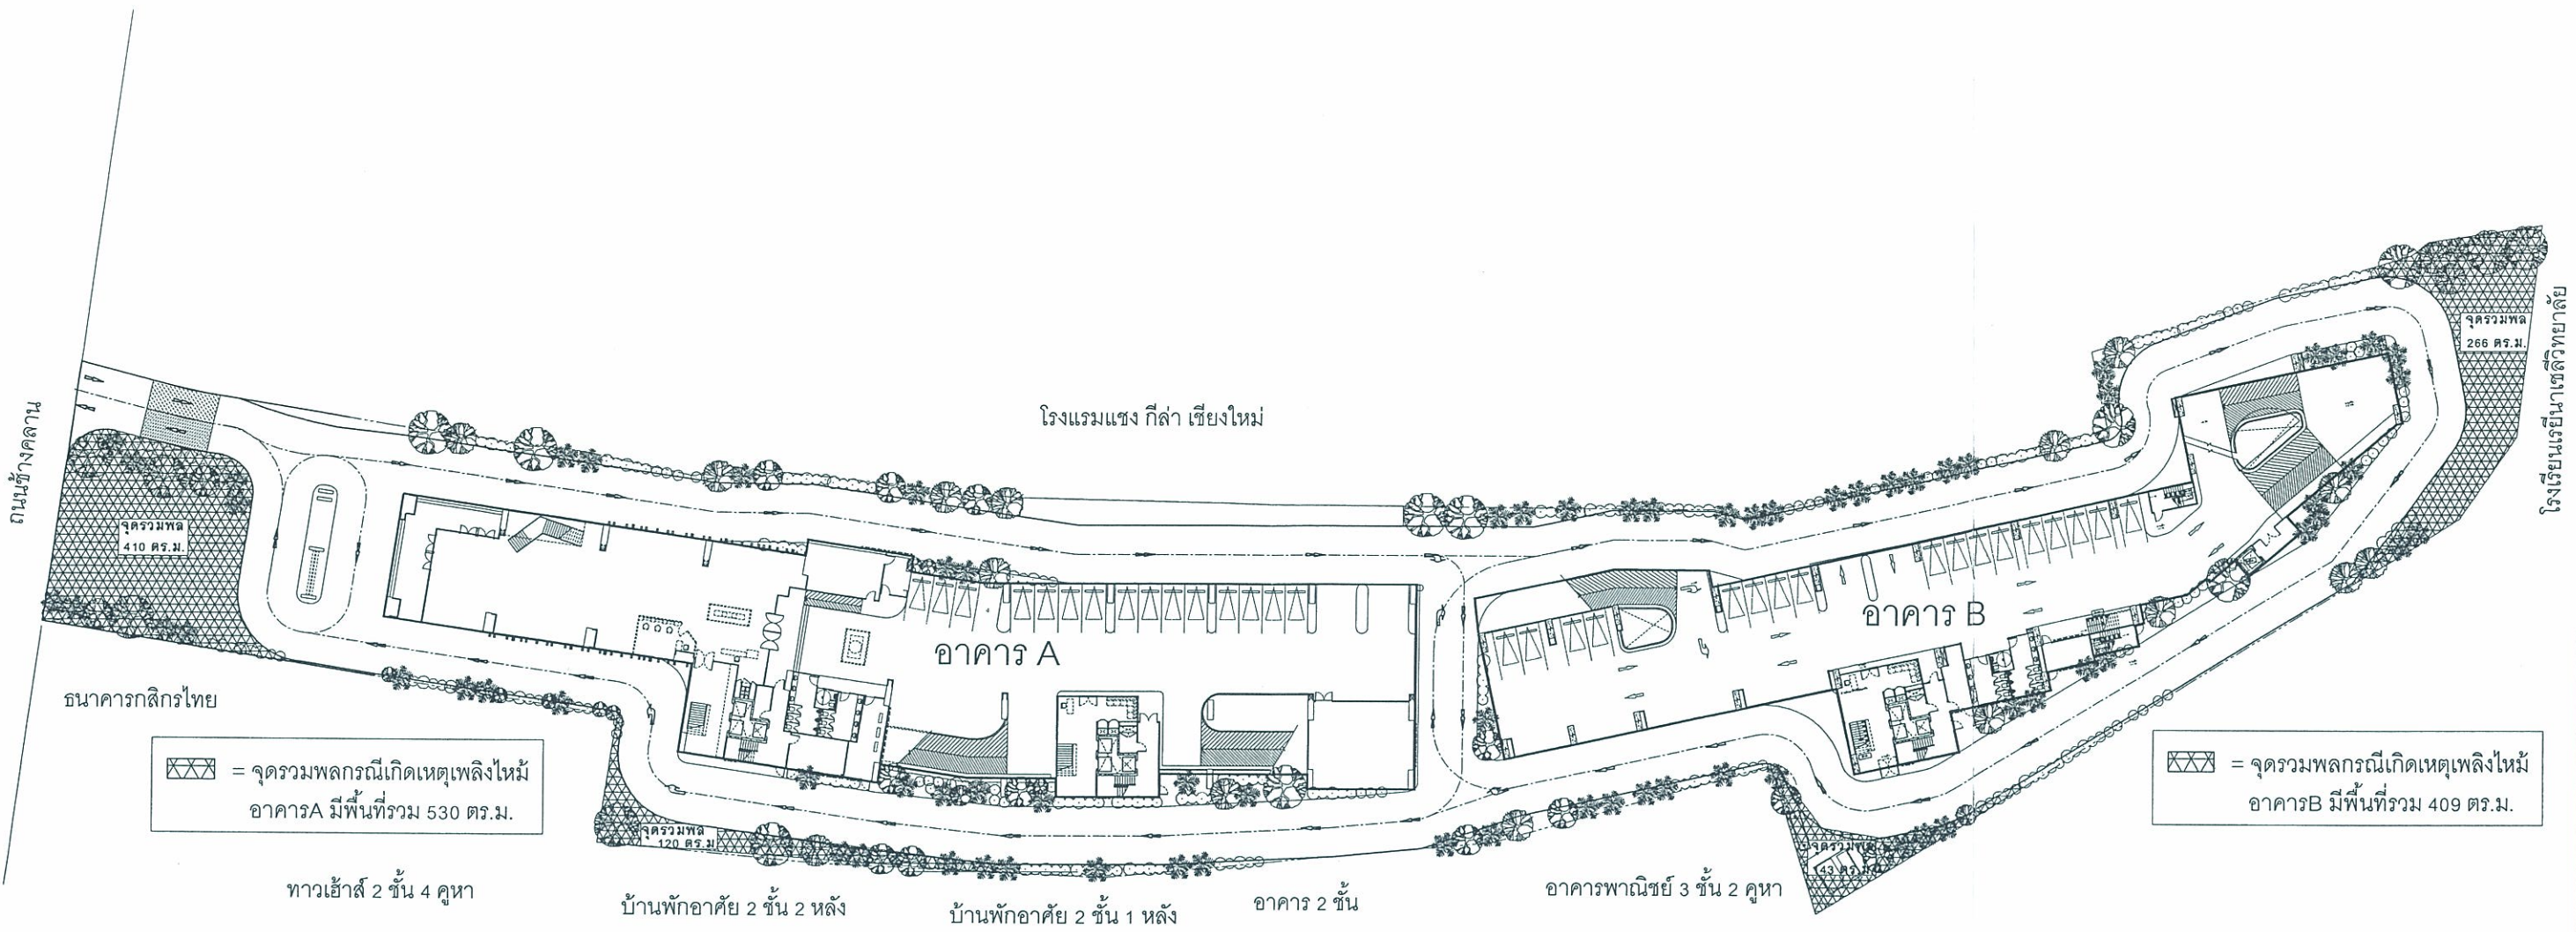 โรงแรมแชง กีล่า เชียงใหม่
ถนนช้างคลาน
จุดรวมพล
410 ตร.ม.
จุดรวมพล
266 ตร.ม.
โรงเรียนเรยีนาเชลีวิทยาลัย
อาคาร A
อาคาร B
ธนาคารกสิกรไทย
= จุดรวมพลกรณีเกิดเหตุเพลิงไหม้
อาคารA มีพื้นที่รวม 530 ตร.ม.
= จุดรวมพลกรณีเกิดเหตุเพลิงไหม้
อาคารB มีพื้นที่รวม 409 ตร.ม.
จุดรวมพล
120 ตร.ม
จุดรวมพล
143 ตร.ม.
ทาวเฮ้าส์ 2 ชั้น 4 คูหา
บ้านพักอาศัย 2 ชั้น 2 หลัง
บ้านพักอาศัย 2 ชั้น 1 หลัง
อาคาร 2 ชั้น
อาคารพาณิชย์ 3 ชั้น 2 คูหา